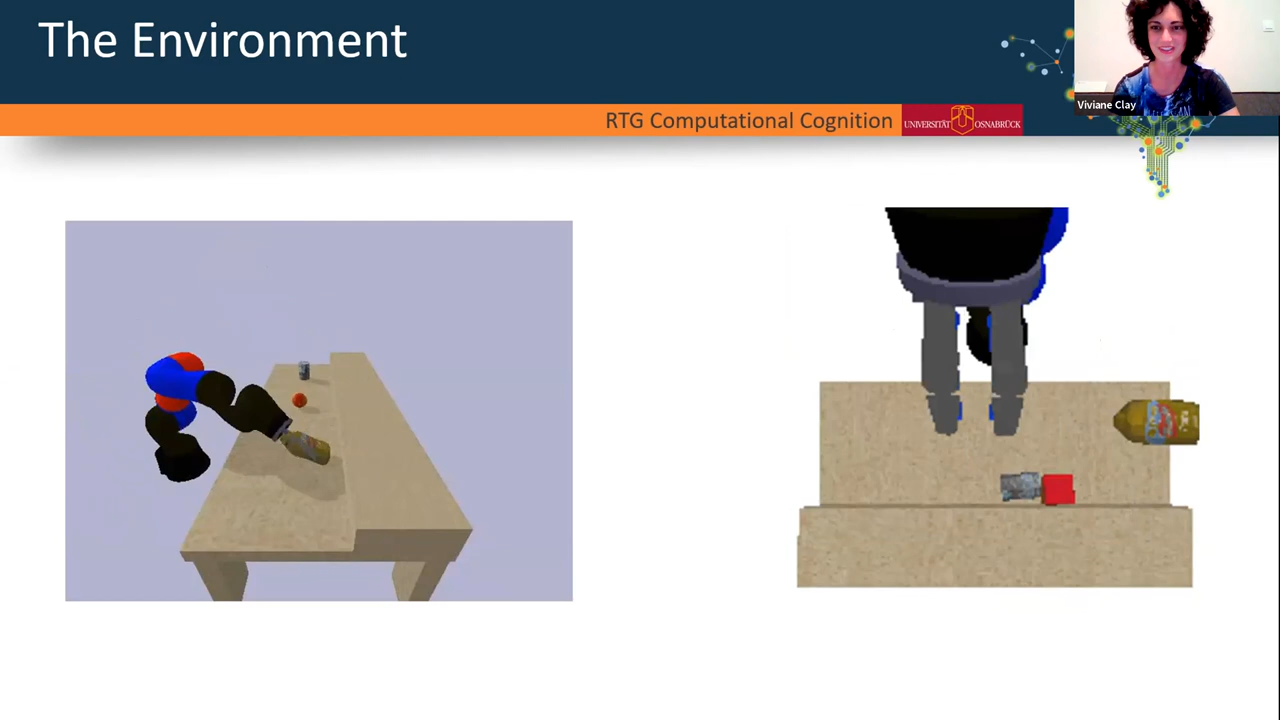 The Environment
Viviane Clay
RTG Computational Cognition
UNIVERSITÄT OSNABRÜCK